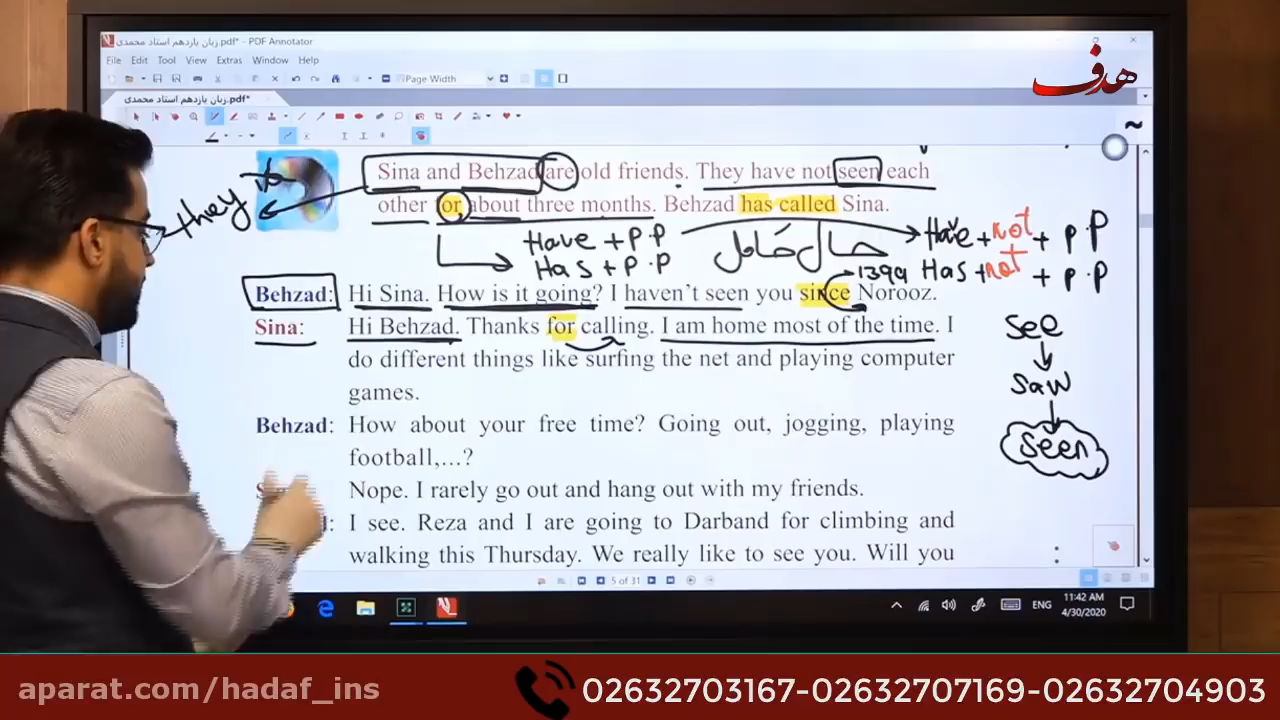 زبان یازدهم استاد محمدی.pdf* - PDF Annotator
File Edit Tool View Extras Window Help
هدف
Page Width
زبان یازدهم استاد محمدی.pdf*
Sina and Behzad are old friends. They have not seen each
other for about three months. Behzad has called Sina.
they
Have + P.P
Has + P.P
حال کامل
Have + not + P.P
Has + not + P.P
1399
Behzad: Hi Sina. How is it going? I haven't seen you since Norooz.
Sina: Hi Behzad. Thanks for calling. I am home most of the time. I
do different things like surfing the net and playing computer
games.
see
saw
seen
Behzad: How about your free time? Going out, jogging, playing
football,...?
Nope. I rarely go out and hang out with my friends.
I see. Reza and I are going to Darband for climbing and
walking this Thursday. We really like to see you. Will you
5 of 31
ENG
11:42 AM
4/30/2020
aparat.com/hadaf_ins
02632703167-02632707169-02632704903